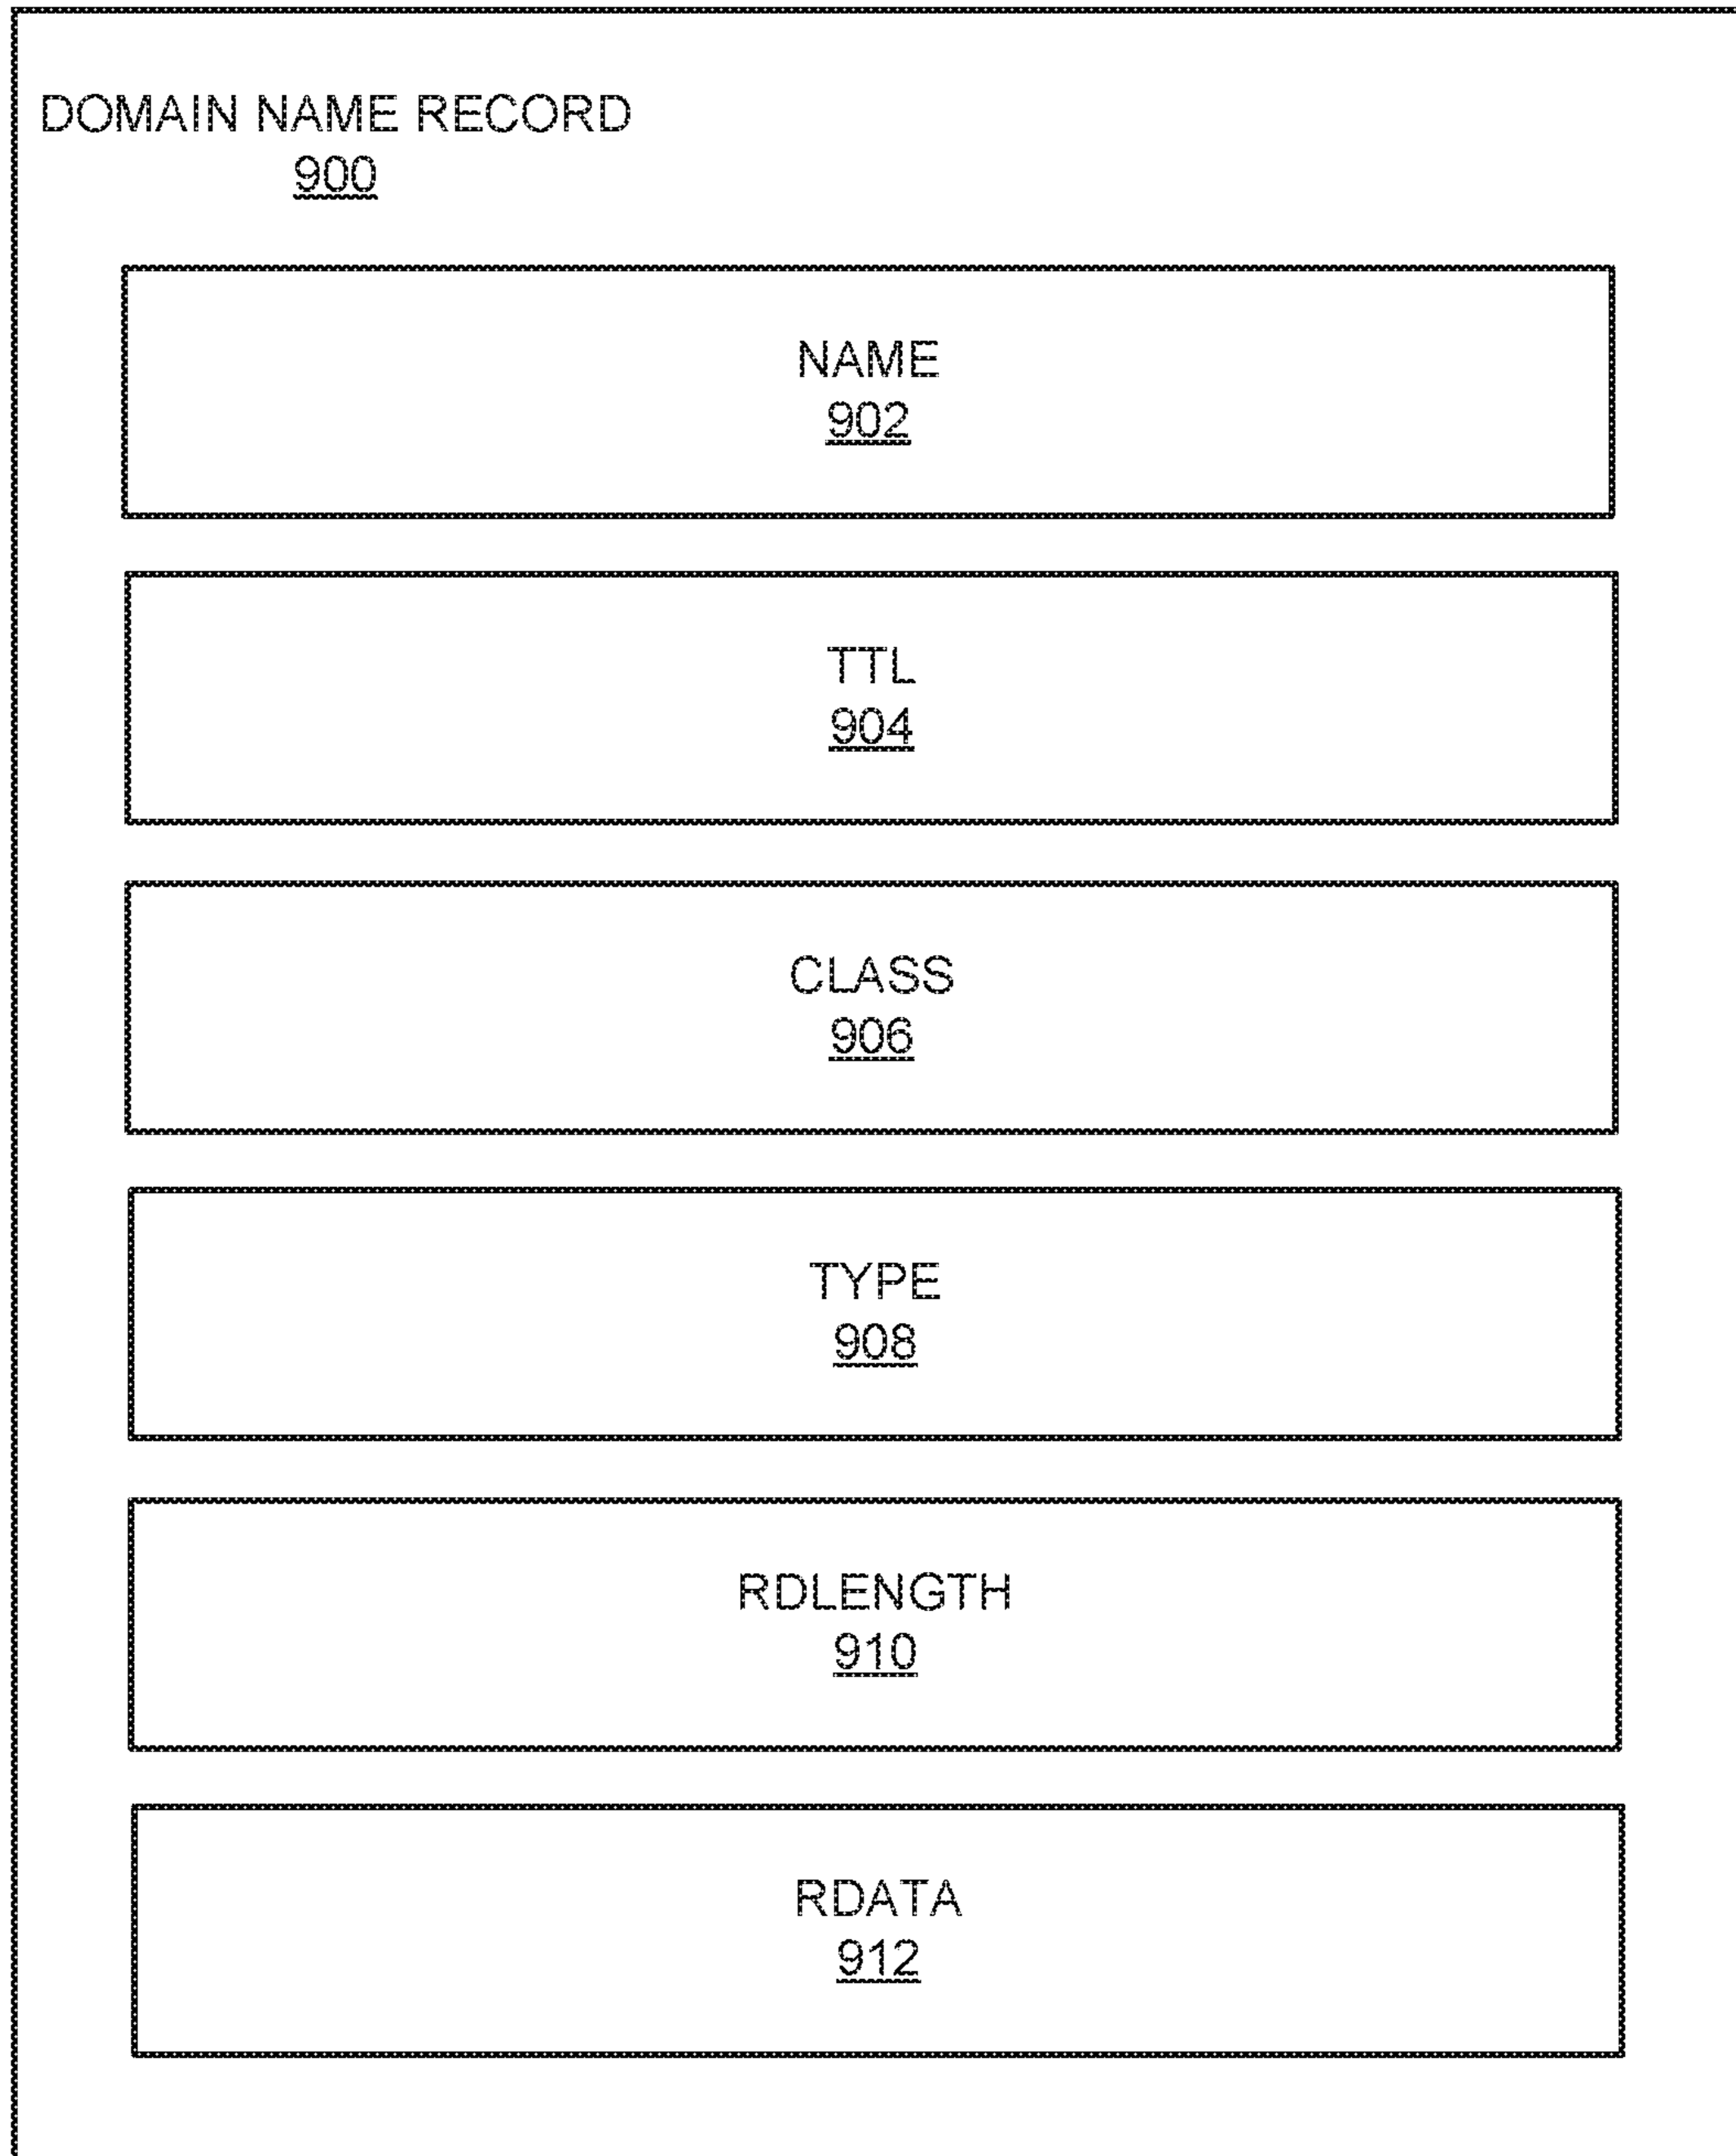 DOMAIN NAME RECORD
900
NAME
902
TTL
904
CLASS
906
TYPE
908
RDLENGTH
910
RDATA
912